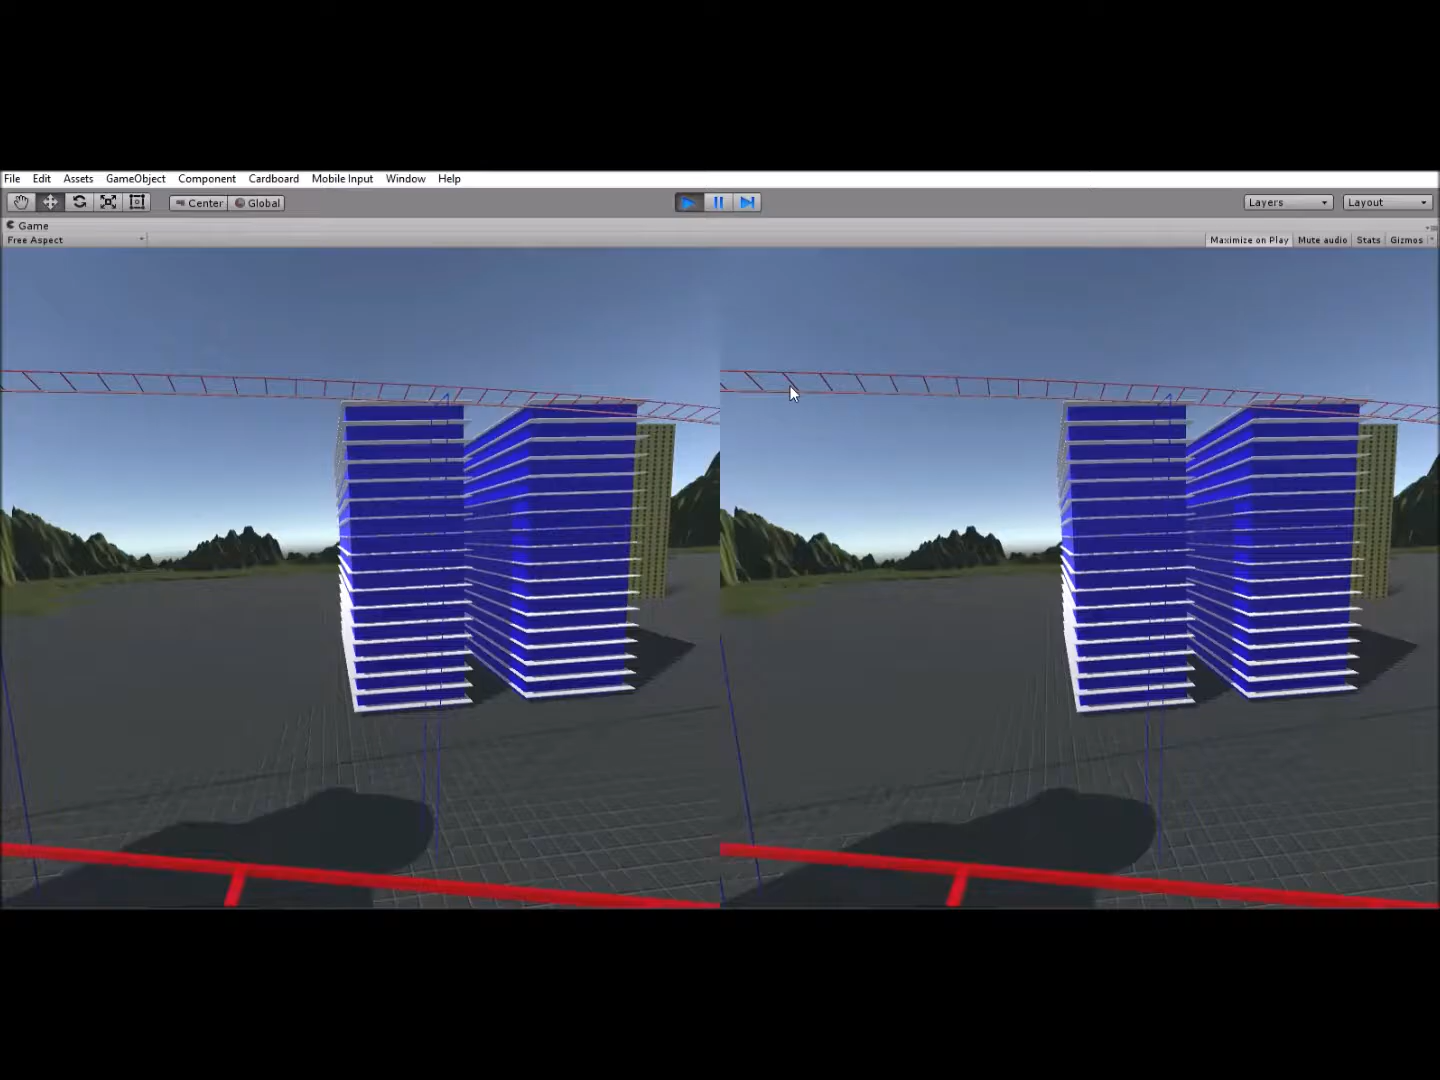 File Edit Assets GameObject Component Cardboard Mobile Input Window Help
Center Global Layers Layout
Game
Free Aspect Maximize on Play Mute audio Stats Gizmos